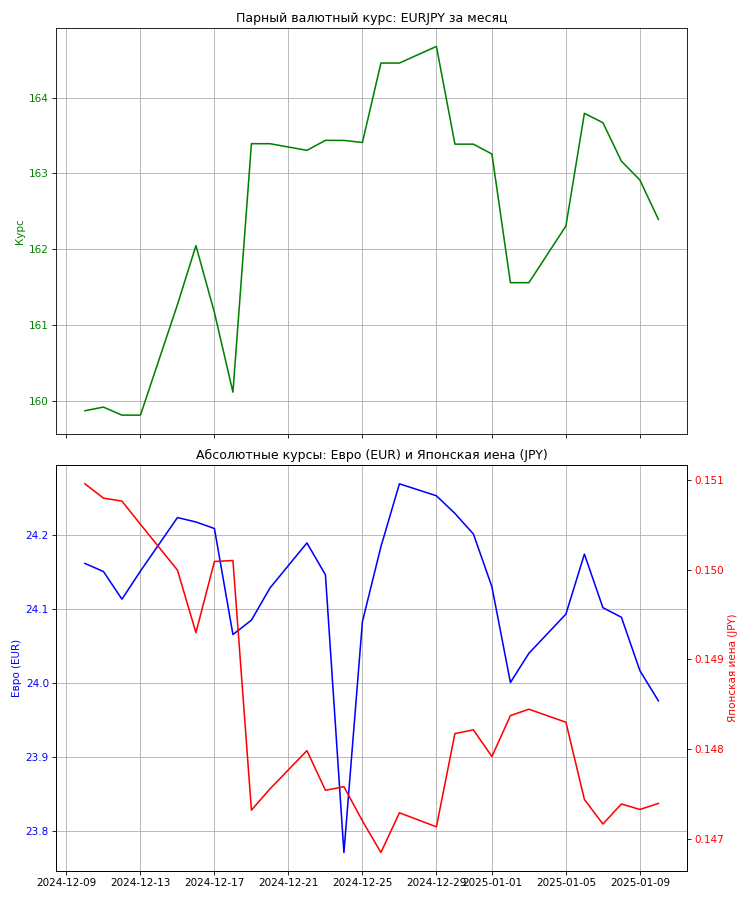 Парный валютный курс: EURJPY за месяц
164
163
162
161
160
Курс
Абсолютные курсы: Евро (EUR) и Японская иена (JPY)
24.2
24.1
24.0
23.9
23.8
Евро (EUR)
0.151
0.150
0.149
0.148
0.147
Японская иена (JPY)
2024-12-09 2024-12-13 2024-12-17 2024-12-21 2024-12-25 2024-12-29 2025-01-01 2025-01-05 2025-01-09